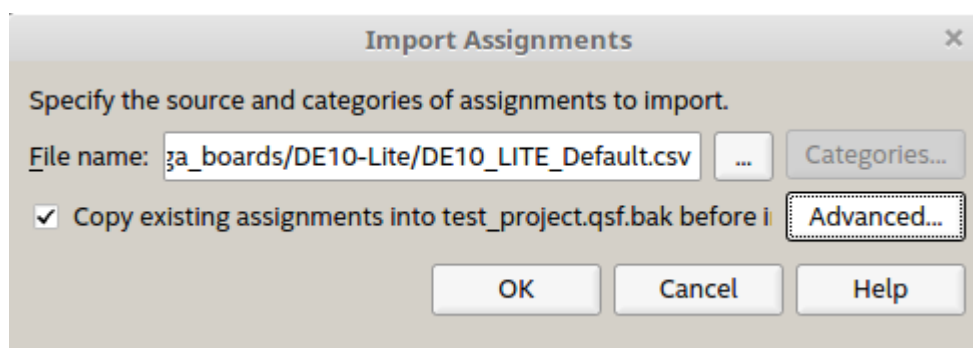 Import Assignments ×
Specify the source and categories of assignments to import.
File name: ga_boards/DE10-Lite/DE10_LITE_Default.csv ... Categories...
Copy existing assignments into test_project.qsf.bak before Advanced...
OK Cancel Help